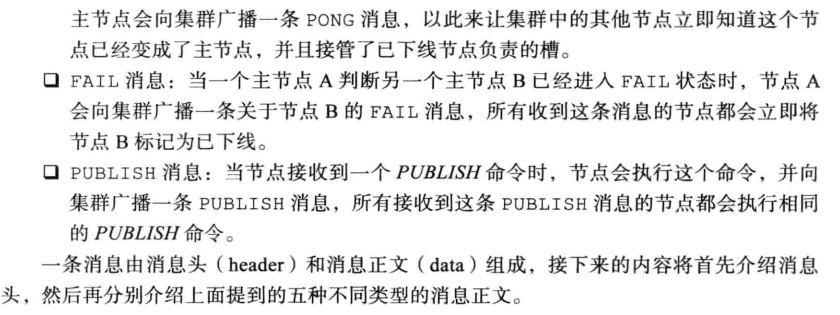 主节点会向集群广播一条 PONG 消息，以此来让集群中的其他节点立即知道这个节
点已经变成了主节点，并且接管了已下线节点负责的槽。
❑ FAIL 消息：当一个主节点 A 判断另一个主节点 B 已经进入 FAIL 状态时，节点 A
会向集群广播一条关于节点 B 的 FAIL 消息，所有收到这条消息的节点都会立即将
节点 B 标记为已下线。
❑ PUBLISH 消息：当节点接收到一个 PUBLISH 命令时，节点会执行这个命令，并向
集群广播一条 PUBLISH 消息，所有接收到这条 PUBLISH 消息的节点都会执行相同
的 PUBLISH 命令。
一条消息由消息头（header）和消息正文（data）组成，接下来的内容将首先介绍消息
头，然后再分别介绍上面提到的五种不同类型的消息正文。